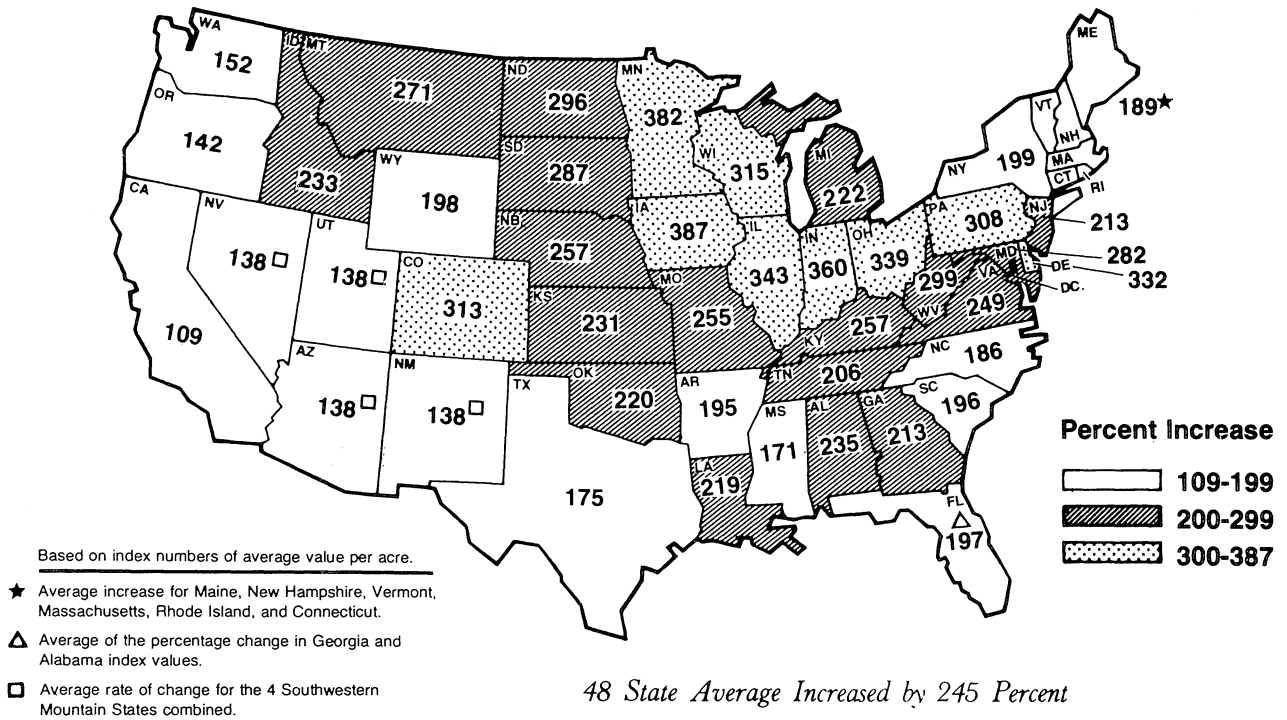 WA
152
ID
MT
271
ND
296
MN
382
ME
189★
OR
142
233
WY
198
SD
287
WI
315
MI
222
VT
NH
NY
199
MA
CT
RI
CA
109
NV
138□
UT
138□
CO
313
NB
257
IA
387
IL
343
IN
360
OH
339
PA
308
NJ
213
MD
282
DE
332
DC.
KS
231
MO
255
KY
257
WV
299
VA
249
AZ
138□
NM
138□
TX
175
OK
220
AR
195
TN
206
NC
186
SC
196
MS
171
AL
235
GA
213
LA
219
FL
△
197
Percent Increase
109-199
200-299
300-387
Based on index numbers of average value per acre.
★ Average increase for Maine, New Hampshire, Vermont,
Massachusetts, Rhode Island, and Connecticut.
△ Average of the percentage change in Georgia and
Alabama index values.
□ Average rate of change for the 4 Southwestern
Mountain States combined.
48 State Average Increased by 245 Percent